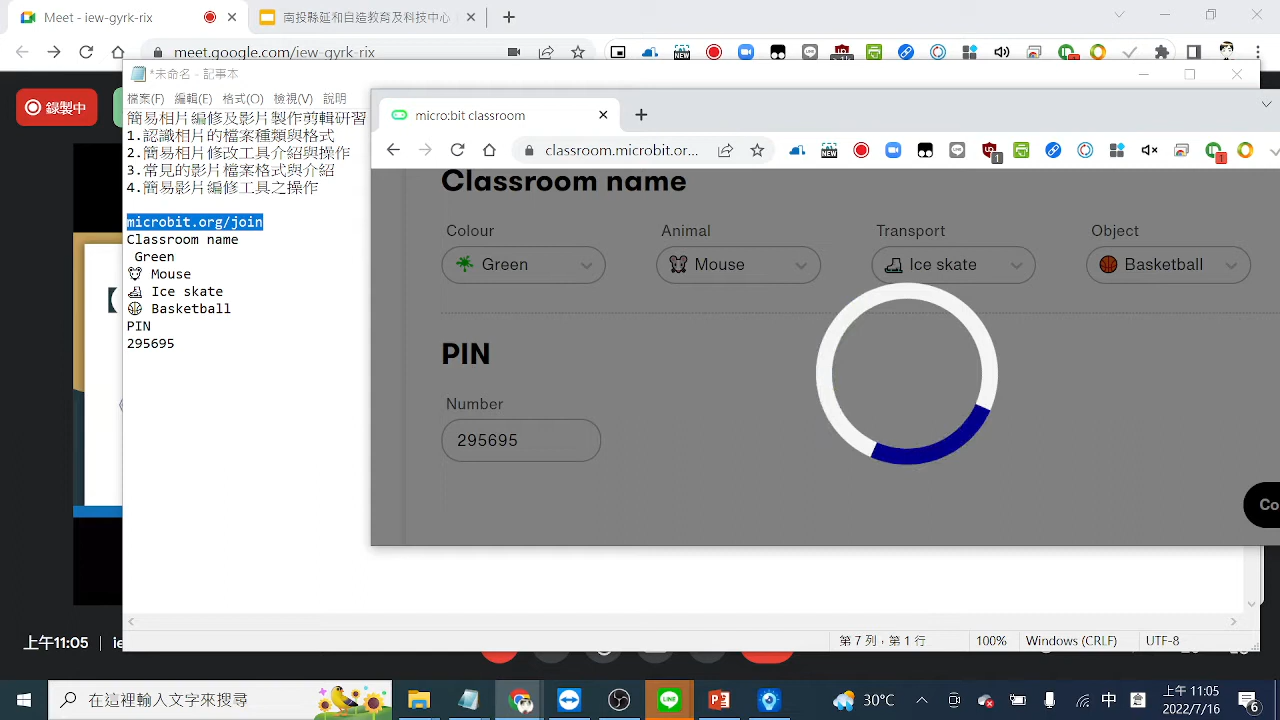 Meet - iew-gyrk-rix
南投縣延和自造教育及科技中心
meet.google.com/iew-gyrk-rix
*未命名 - 記事本
檔案(F) 編輯(E) 格式(O) 檢視(V) 說明
錄製中
簡易相片編修及影片製作剪輯研習
1.認識相片的檔案種類與格式
2.簡易相片修改工具介紹與操作
3.常見的影片檔案格式與介紹
4.簡易影片編修工具之操作
microbit.org/join
Classroom name
Green
Mouse
Ice skate
Basketball
PIN
295695
micro:bit classroom
classroom.microbit.or...
NEW
1
1
Classroom name
Colour Animal Transport Object
Green Mouse Ice skate Basketball
PIN
Number
295695
Co
第 7 列，第 1 行 100% Windows (CRLF) UTF-8
上午11:05 ie
在這裡輸入文字來搜尋
30°C
中
上午 11:05
2022/7/16
6